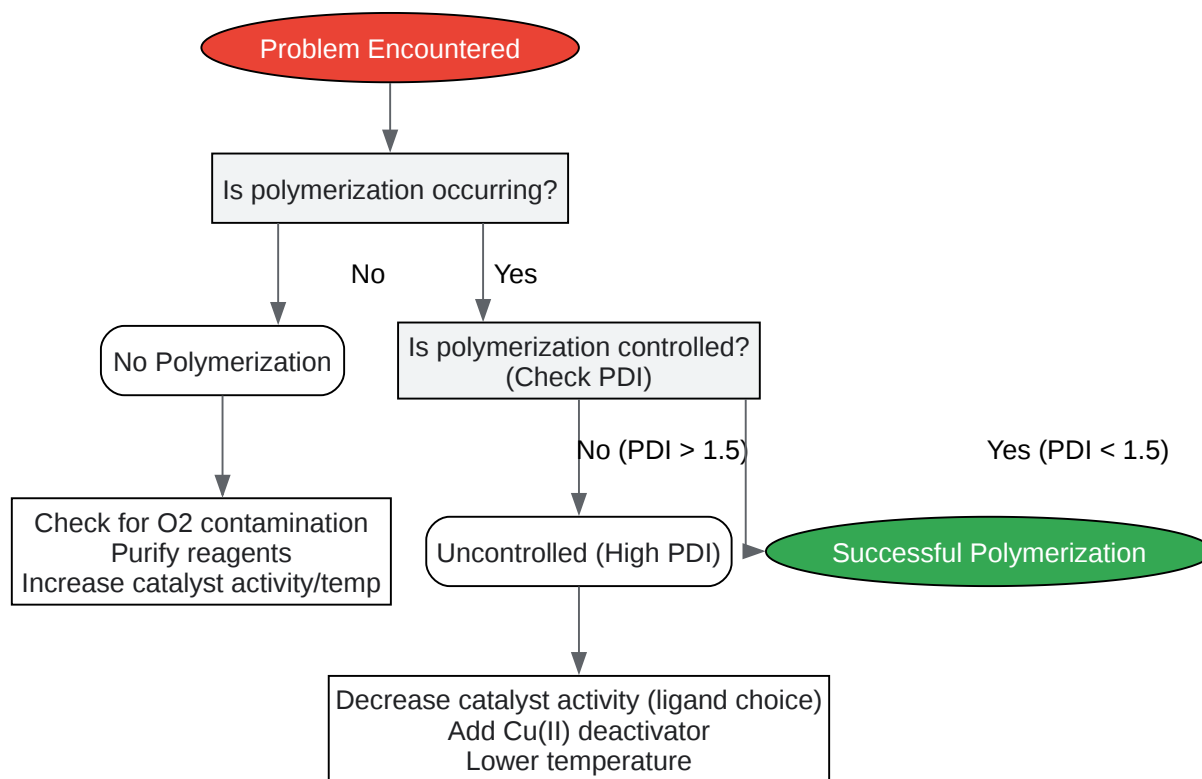 Problem Encountered
Is polymerization occurring?
No
Yes
No Polymerization
Is polymerization controlled?
(Check PDI)
No (PDI > 1.5)
Yes (PDI < 1.5)
Check for O2 contamination
Purify reagents
Increase catalyst activity/temp
Uncontrolled (High PDI)
Successful Polymerization
Decrease catalyst activity (ligand choice)
Add Cu(II) deactivator
Lower temperature